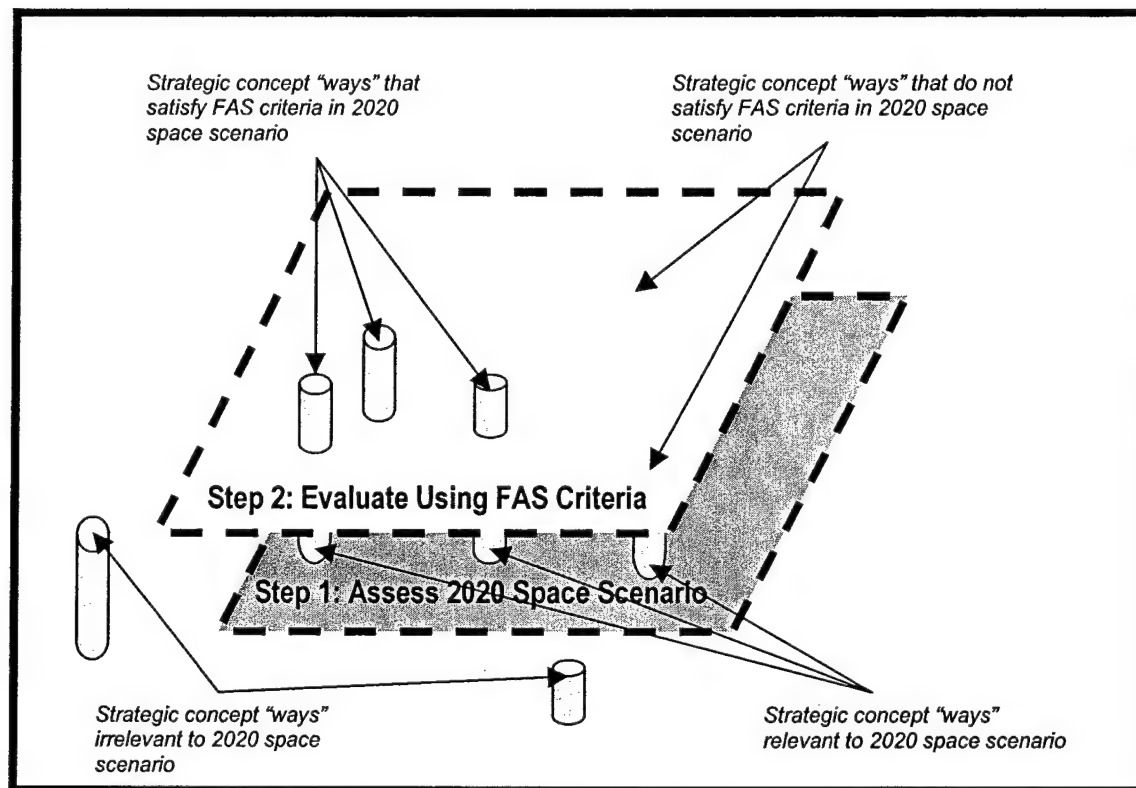 Strategic concept “ways” that
satisfy FAS criteria in 2020
space scenario
Strategic concept “ways” that do not
satisfy FAS criteria in 2020 space
scenario
Step 2: Evaluate Using FAS Criteria
Step 1: Assess 2020 Space Scenario
Strategic concept “ways”
irrelevant to 2020 space
scenario
Strategic concept “ways”
relevant to 2020 space scenario